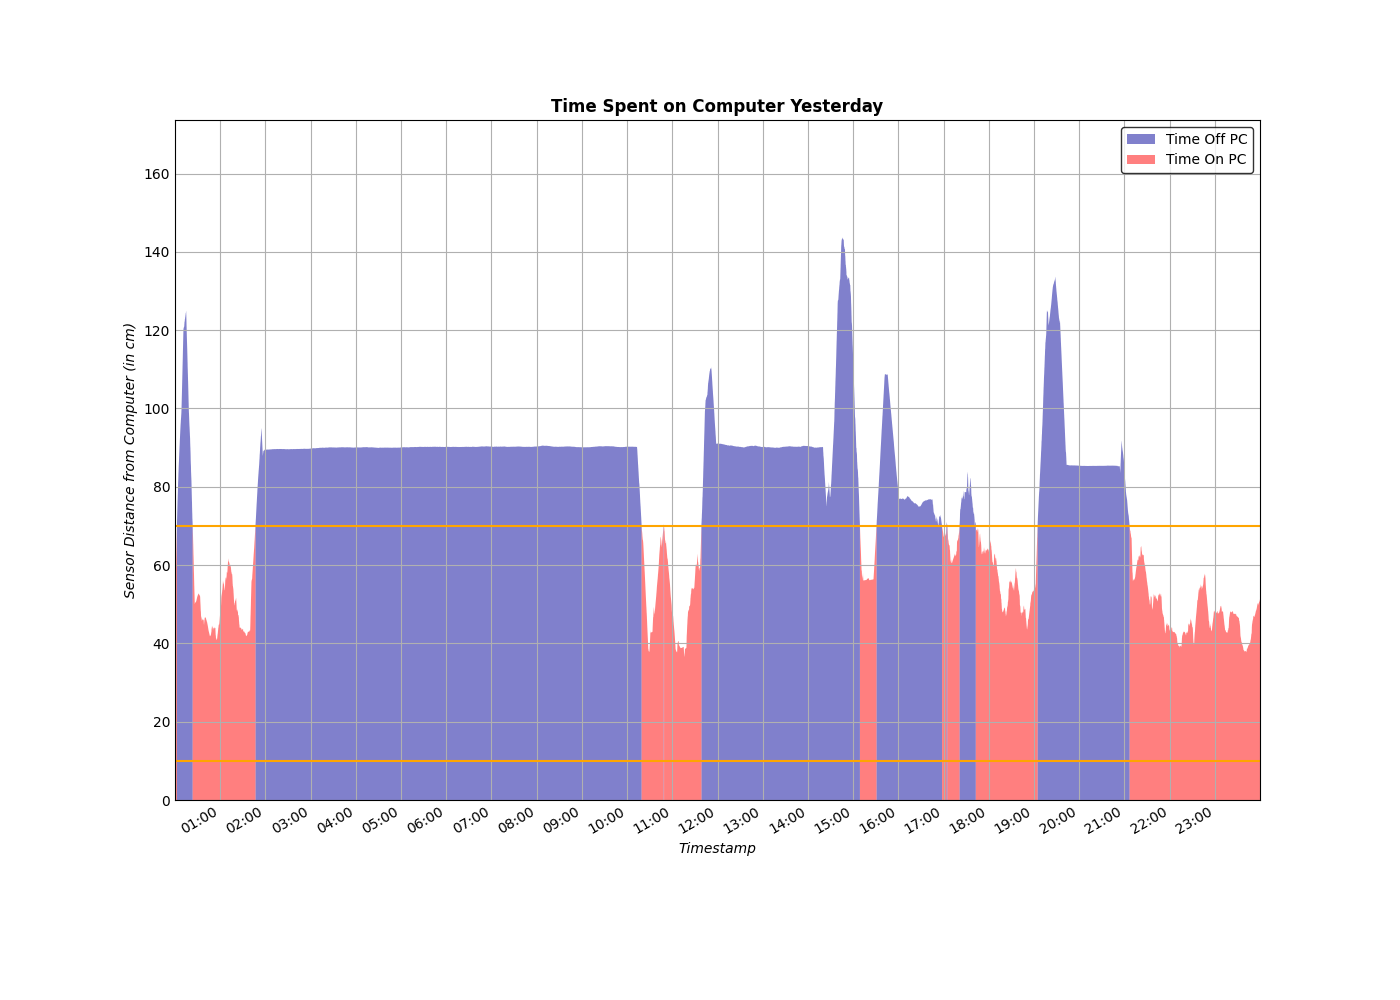 Time Spent on Computer Yesterday
Time Off PC
Time On PC
160
140
120
100
80
60
40
20
0
Sensor Distance from Computer (in cm)
01:00 02:00 03:00 04:00 05:00 06:00 07:00 08:00 09:00 10:00 11:00 12:00 13:00 14:00 15:00 16:00 17:00 18:00 19:00 20:00 21:00 22:00 23:00
Timestamp